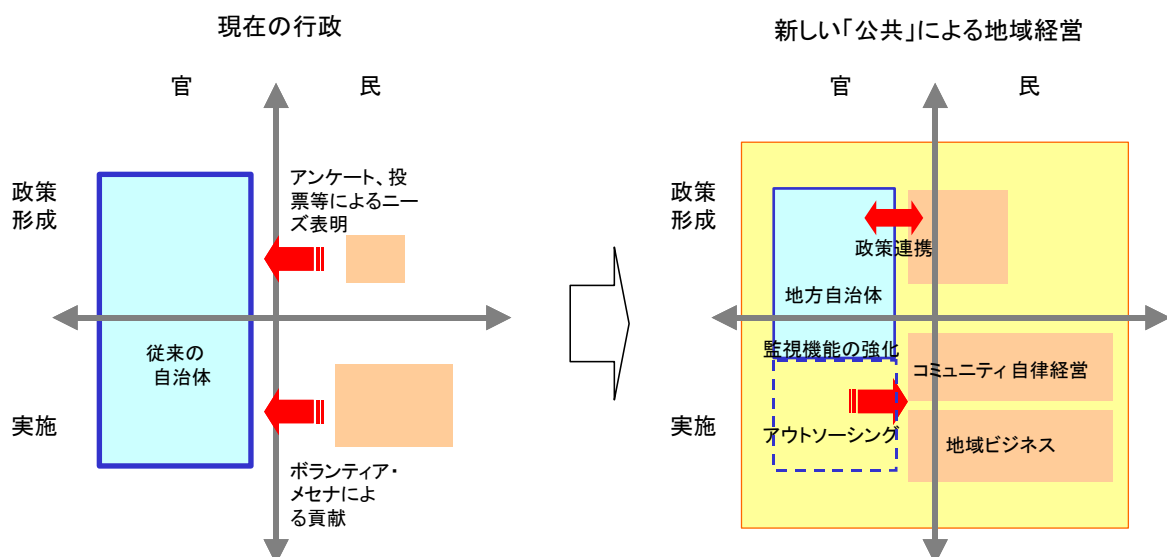 現在の行政
官
民
政策
形成
アンケート、投
票等によるニー
ズ表明
従来の
自治体
実施
ボランティア・
メセナによ
る貢献
新しい「公共」による地域経営
官
民
政策
形成
政策連携
地方自治体
監視機能の強化
コミュニティ自律経営
実施
アウトソーシング
地域ビジネス